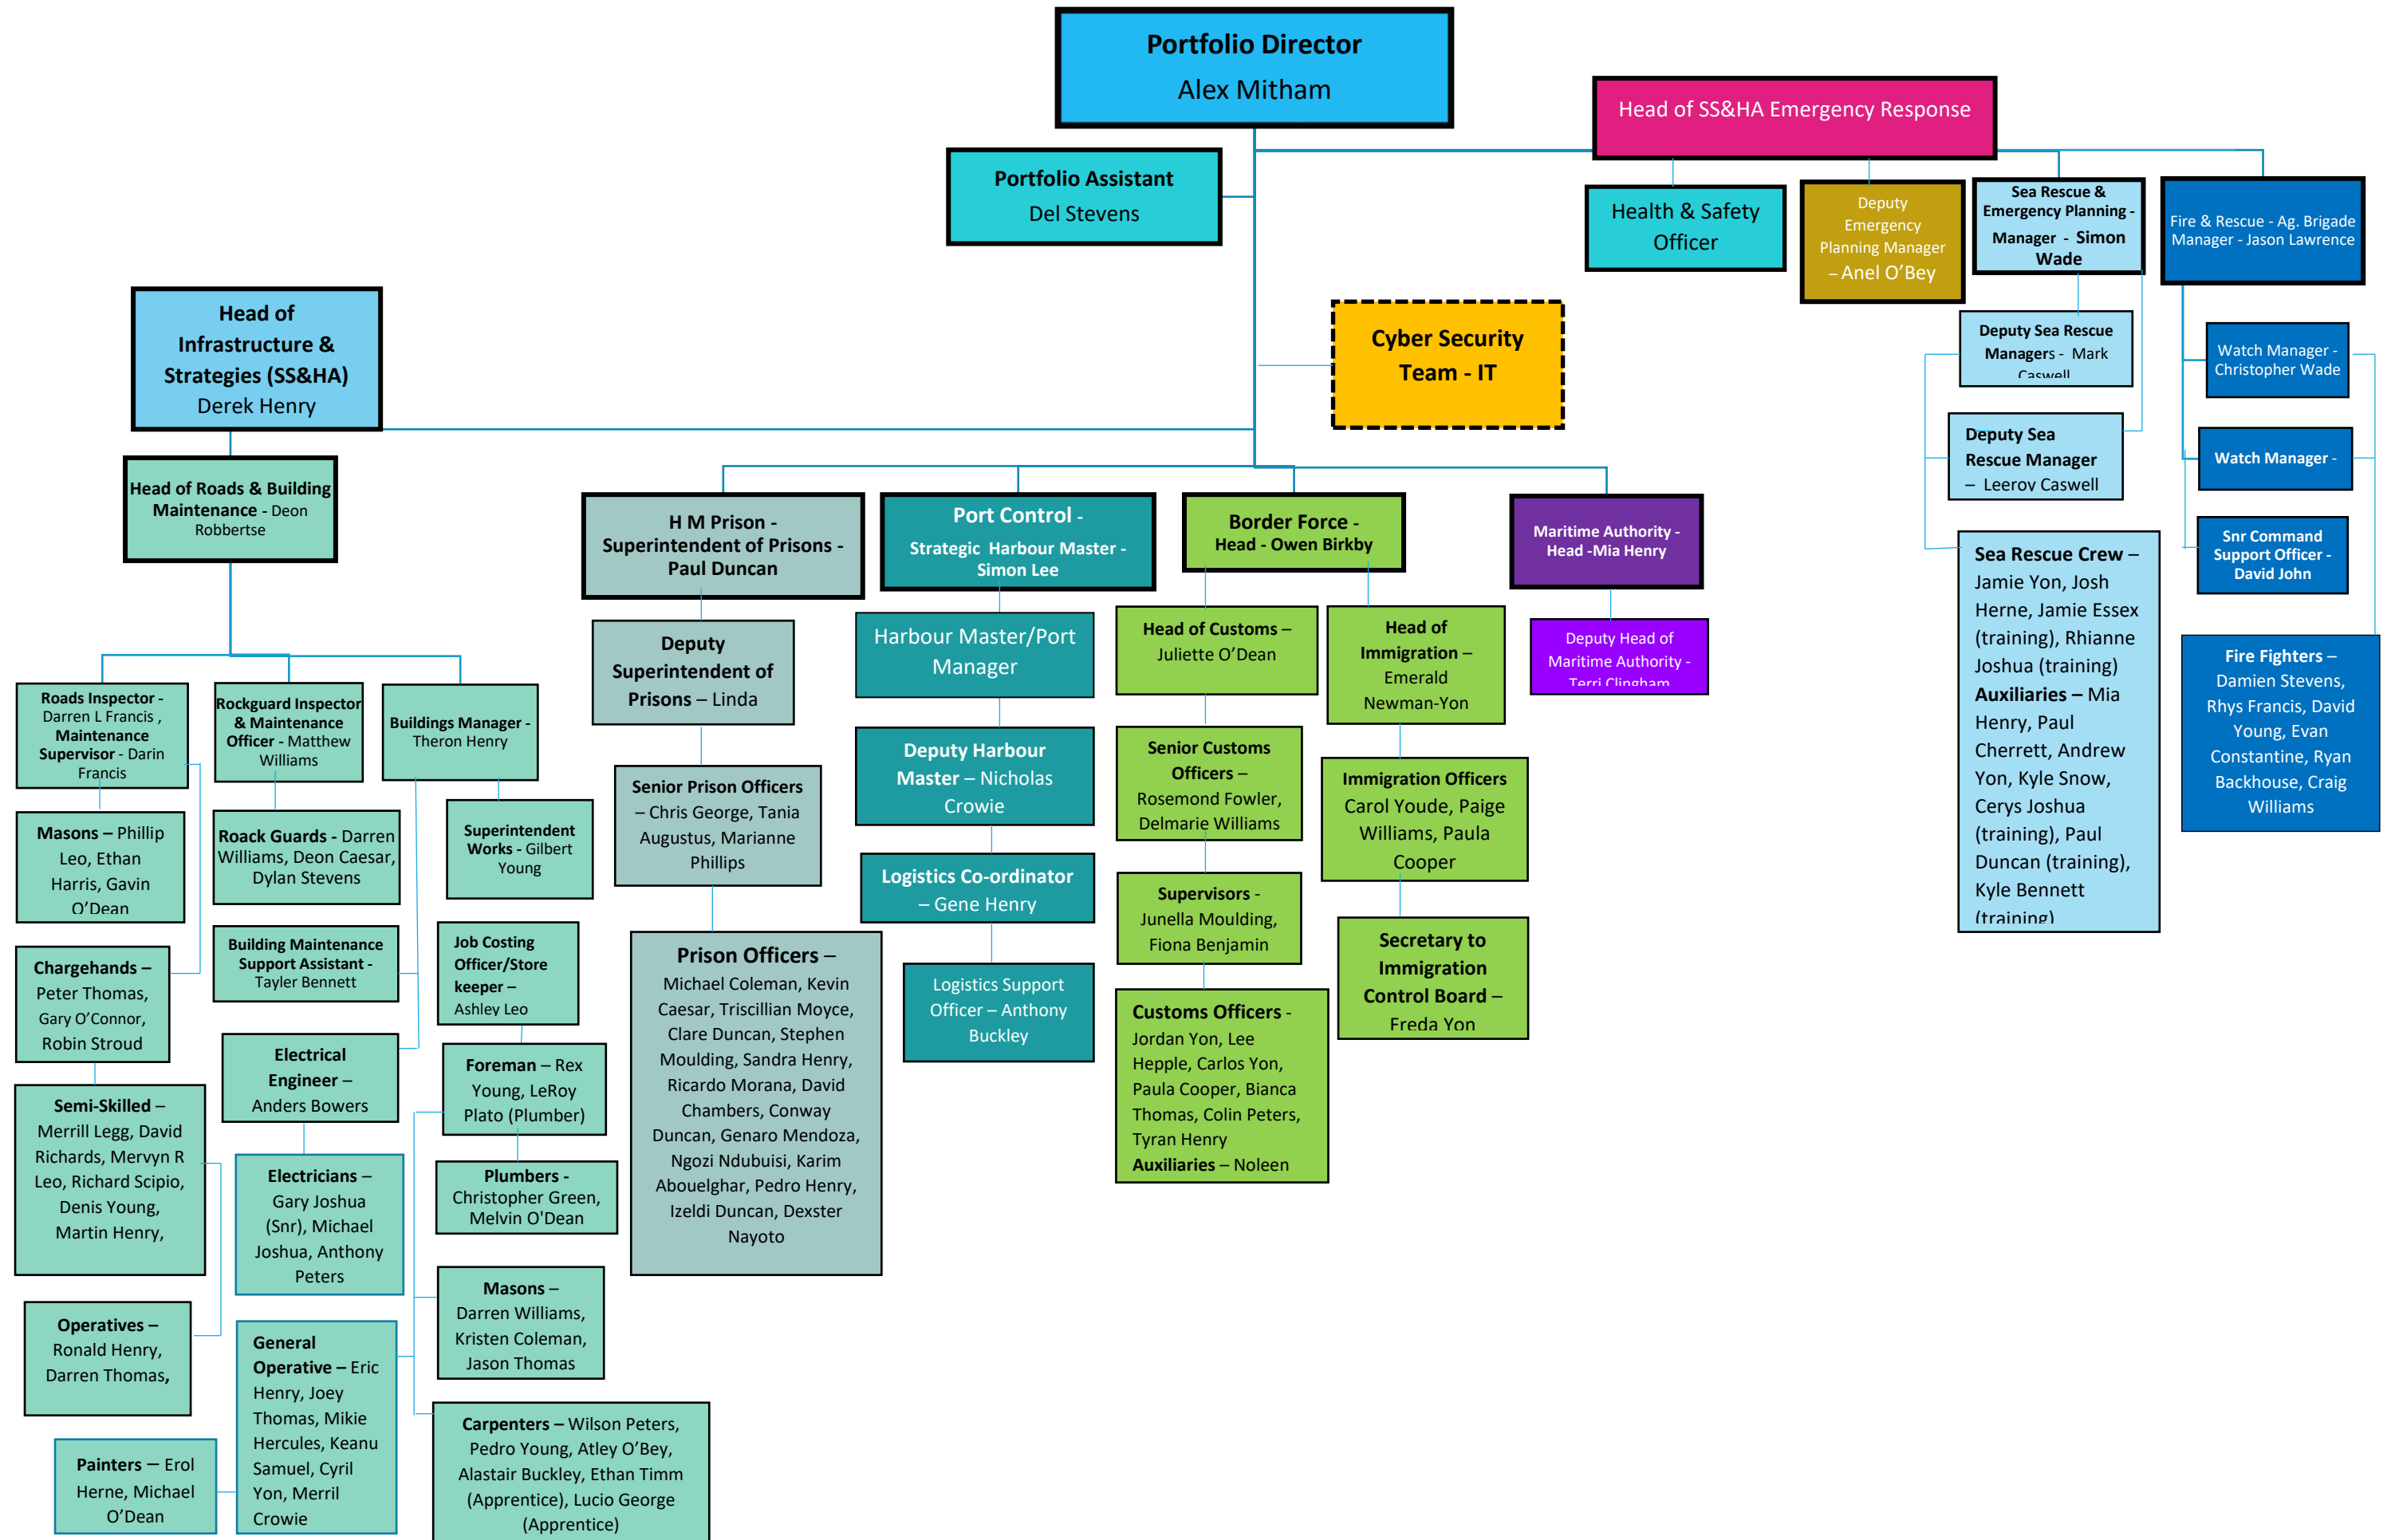 Portfolio Director
Alex Mitham
Head of SS&HA Emergency Response
Portfolio Assistant
Del Stevens
Health & Safety
Officer
Deputy
Emergency
Planning Manager
– Anel O’Bey
Sea Rescue &
Emergency Planning -
Manager - Simon
Wade
Fire & Rescue - Ag. Brigade
Manager - Jason Lawrence
Cyber Security
Team - IT
Head of
Infrastructure &
Strategies (SS&HA)
Derek Henry
Deputy Sea Rescue
Managers - Mark
Caswell
Watch Manager -
Christopher Wade
Deputy Sea
Rescue Manager
– Leeroy Caswell
Watch Manager -
Snr Command
Support Officer -
David John
Sea Rescue Crew –
Jamie Yon, Josh
Herne, Jamie Essex
(training), Rhianne
Joshua (training)
Auxiliaries – Mia
Henry, Paul
Cherrett, Andrew
Yon, Kyle Snow,
Cerys Joshua
(training), Paul
Duncan (training),
Kyle Bennett
(training)
Fire Fighters –
Damien Stevens,
Rhys Francis, David
Young, Evan
Constantine, Ryan
Backhouse, Craig
Williams
Head of Roads & Building
Maintenance - Deon
Robbertse
H M Prison -
Superintendent of Prisons -
Paul Duncan
Port Control -
Strategic Harbour Master -
Simon Lee
Border Force -
Head - Owen Birkby
Maritime Authority -
Head -Mia Henry
Deputy
Superintendent of
Prisons – Linda
Harbour Master/Port
Manager
Head of Customs –
Juliette O’Dean
Head of
Immigration –
Emerald
Newman-Yon
Deputy Head of
Maritime Authority -
Terri Clingham
Roads Inspector -
Darren L Francis ,
Maintenance
Supervisor - Darin
Francis
Rockguard Inspector
& Maintenance
Officer - Matthew
Williams
Buildings Manager -
Theron Henry
Senior Prison Officers
– Chris George, Tania
Augustus, Marianne
Phillips
Deputy Harbour
Master – Nicholas
Crowie
Senior Customs
Officers –
Rosemond Fowler,
Delmarie Williams
Immigration Officers
Carol Youde, Paige
Williams, Paula
Cooper
Masons – Phillip
Leo, Ethan
Harris, Gavin
O’Dean
Roack Guards - Darren
Williams, Deon Caesar,
Dylan Stevens
Superintendent
Works - Gilbert
Young
Logistics Co-ordinator
– Gene Henry
Supervisors -
Junella Moulding,
Fiona Benjamin
Secretary to
Immigration
Control Board –
Freda Yon
Chargehands –
Peter Thomas,
Gary O’Connor,
Robin Stroud
Building Maintenance
Support Assistant -
Tayler Bennett
Job Costing
Officer/Store
keeper –
Ashley Leo
Prison Officers –
Michael Coleman, Kevin
Caesar, Triscillian Moyce,
Clare Duncan, Stephen
Moulding, Sandra Henry,
Ricardo Morana, David
Chambers, Conway
Duncan, Genaro Mendoza,
Ngozi Ndubuisi, Karim
Abouelghar, Pedro Henry,
Izeldi Duncan, Dexster
Nayoto
Logistics Support
Officer – Anthony
Buckley
Customs Officers -
Jordan Yon, Lee
Hepple, Carlos Yon,
Paula Cooper, Bianca
Thomas, Colin Peters,
Tyran Henry
Auxiliaries – Noleen
Electrical
Engineer –
Anders Bowers
Foreman – Rex
Young, LeRoy
Plato (Plumber)
Semi-Skilled –
Merrill Legg, David
Richards, Mervyn R
Leo, Richard Scipio,
Denis Young,
Martin Henry,
Electricians –
Gary Joshua
(Snr), Michael
Joshua, Anthony
Peters
Plumbers -
Christopher Green,
Melvin O'Dean
Masons –
Darren Williams,
Kristen Coleman,
Jason Thomas
Operatives –
Ronald Henry,
Darren Thomas,
General
Operative – Eric
Henry, Joey
Thomas, Mikie
Hercules, Keanu
Samuel, Cyril
Yon, Merril
Crowie
Carpenters – Wilson Peters,
Pedro Young, Atley O’Bey,
Alastair Buckley, Ethan Timm
(Apprentice), Lucio George
(Apprentice)
Painters – Erol
Herne, Michael
O’Dean